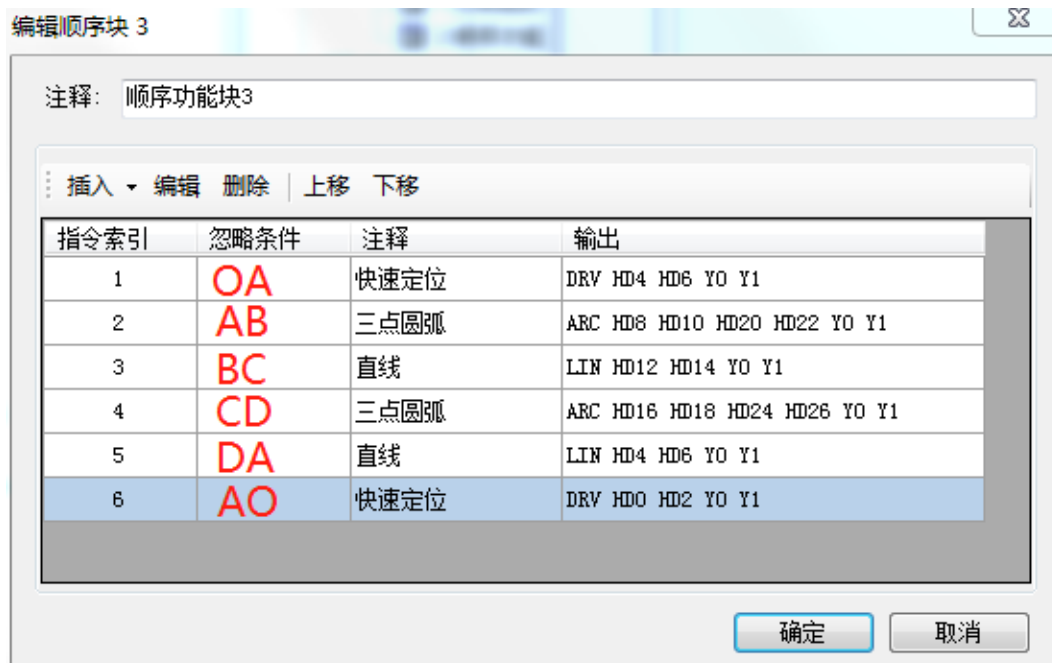 编辑顺序块 3
注释: 顺序功能块3
插入 编辑 删除 上移 下移
指令索引 忽略条件 注释 输出
1 OA 快速定位 DRV HD4 HD6 Y0 Y1
2 AB 三点圆弧 ARC HD8 HD10 HD20 HD22 Y0 Y1
3 BC 直线 LIN HD12 HD14 Y0 Y1
4 CD 三点圆弧 ARC HD16 HD18 HD24 HD26 Y0 Y1
5 DA 直线 LIN HD4 HD6 Y0 Y1
6 AO 快速定位 DRV HD0 HD2 Y0 Y1
确定 取消